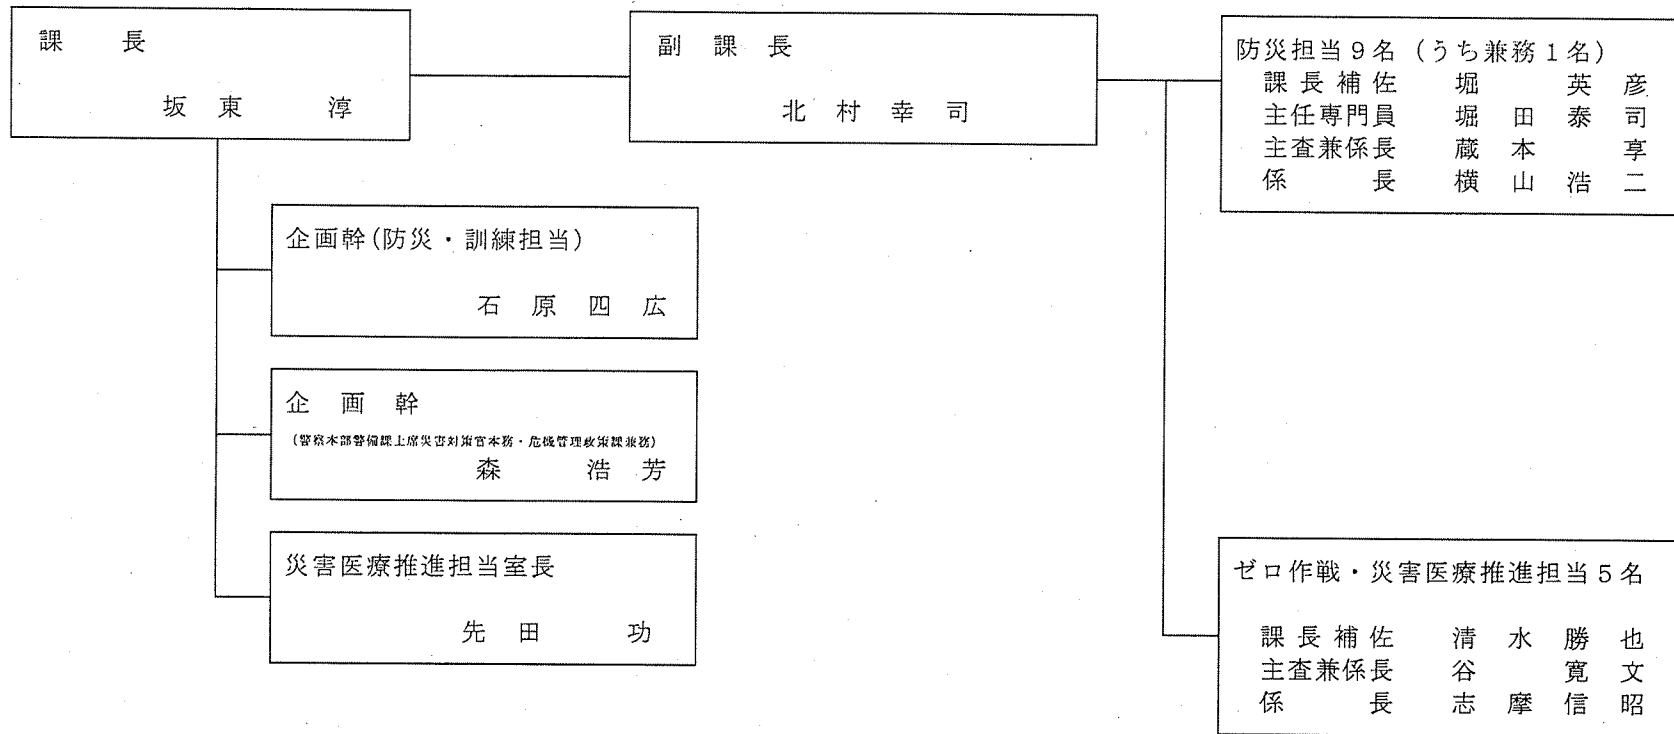 課長
坂東 淳
副課長
北村幸司
防災担当9名(うち兼務1名)
課長補佐 堀 英彦
主任専門員 堀田泰司
主査兼係長 蔵本 享
係長 横山浩二
企画幹(防災・訓練担当)
石原四広
企画幹
(警察本部警備課上席災害対策官本務・危機管理政策課兼務)
森 浩芳
災害医療推進担当室長
先田 功
ゼロ作戦・災害医療推進担当5名
課長補佐 清水勝也
主査兼係長 谷 寛文
係長 志摩信昭